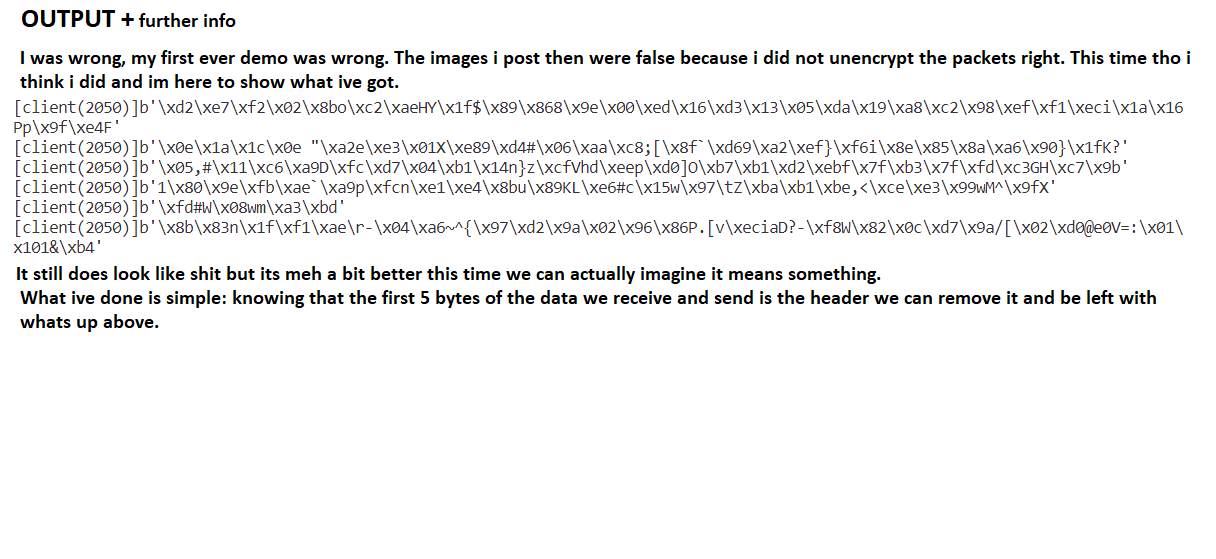 OUTPUT + further info
I was wrong, my first ever demo was wrong. The images i post then were false because i did not unencrypt the packets right. This time tho i
think i did and im here to show what ive got.
[client(2050)]b'\xd2\xe7\xf2\x02\x8bo\xc2\xaeHY\x1f$\x89\x868\x9e\x00\xed\x16\xd3\x13\x05\xda\x19\xa8\xc2\x98\xef\xf1\xeci\x1a\x16
Pp\x9f\xe4F'
[client(2050)]b'\x0e\x1a\x1c\x0e "\xa2e\xe3\x01X\xe89\xd4#\x06\xaa\xc8;[\x8f`\xd69\xa2\xef}\xf6i\x8e\x85\x8a\xa6\x90}\x1fK?'
[client(2050)]b'\x05,#\x11\xc6\xa9D\xfc\xd7\x04\xb1\x14n}z\xcfVhd\xeep\xd0]O\xb7\xb1\xd2\xebf\x7f\xb3\x7f\xfd\xc3GH\xc7\x9b'
[client(2050)]b'1\x80\x9e\xfb\xae`\xa9p\xfcn\xe1\xe4\x8bu\x89KL\xe6#c\x15w\x97\tZ\xba\xb1\xbe,<\xce\xe3\x99wM^\x9fX'
[client(2050)]b'\xfd#W\x08wm\xa3\xbd'
[client(2050)]b'\x8b\x83n\x1f\xf1\xae\r-\x04\xa6~^{\x97\xd2\x9a\x02\x96\x86P.[v\xeciaD?-\xf8W\x82\x0c\xd7\x9a/[\x02\xd0@e0V=:\x01\
x101&\xb4'
It still does look like shit but its meh a bit better this time we can actually imagine it means something.
What ive done is simple: knowing that the first 5 bytes of the data we receive and send is the header we can remove it and be left with
whats up above.